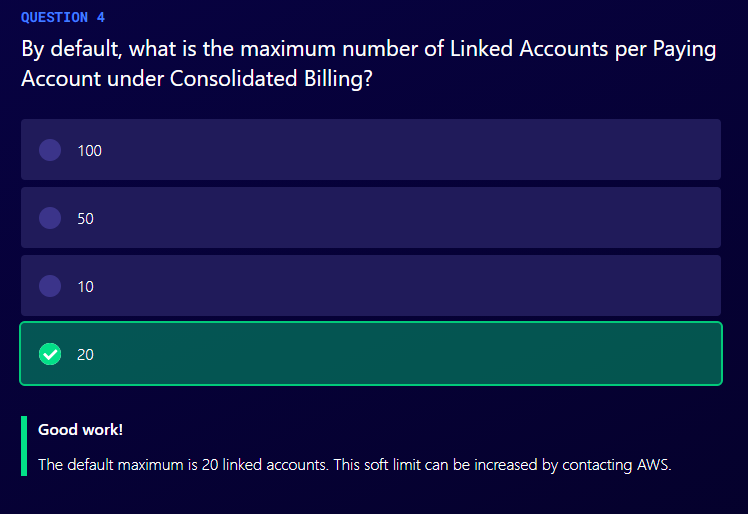 QUESTION 4
By default, what is the maximum number of Linked Accounts per Paying
Account under Consolidated Billing?
100
50
10
20
Good work!
The default maximum is 20 linked accounts. This soft limit can be increased by contacting AWS.